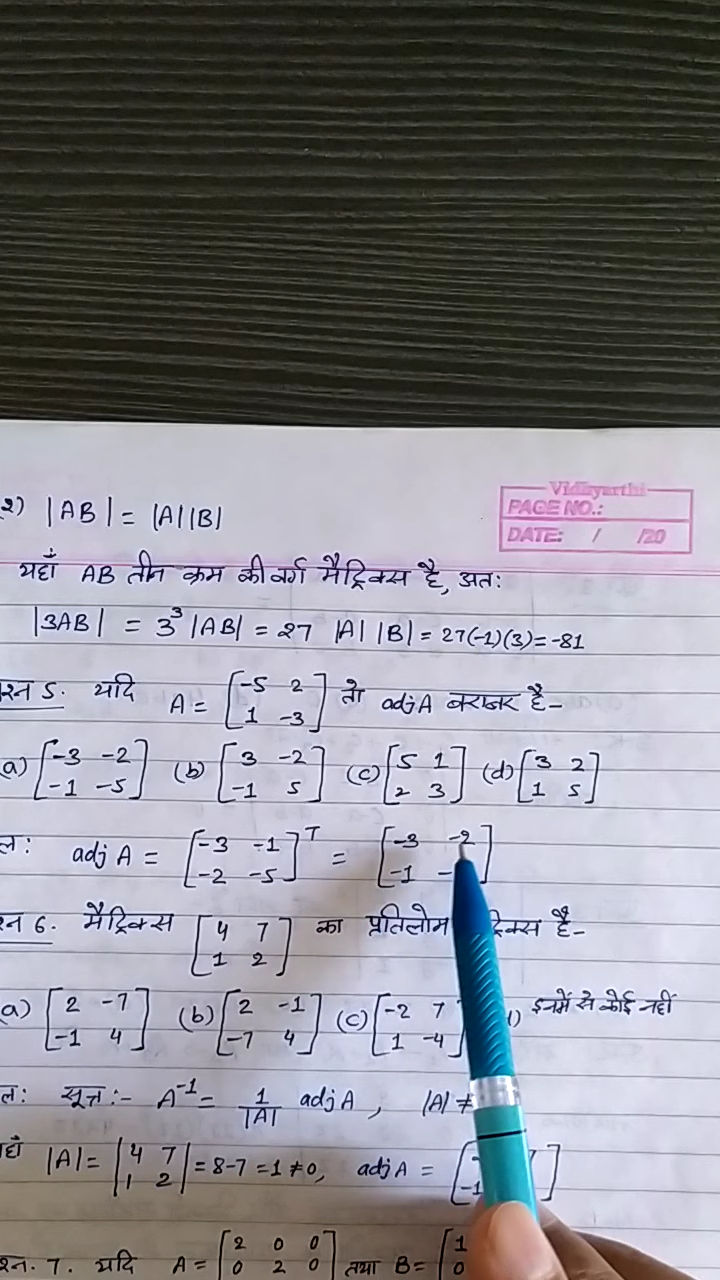 2) |AB| = |A||B|
Vidhyarthi
PAGE NO.:
DATE: / /20
यहाँ AB तीन क्रम की वर्ग मैट्रिक्स है, अतः
|3AB| = 3³ |AB| = 27 |A| |B| = 27(-1)(3) = -81
श्न 5. यदि A = [-5 2 तो adj A बराबर है-
1 -3]
(a) [-3 -2 (b) [3 -2 (c) [5 1 (d) [3 2
-1 -5] -1 5] 2 3] 1 5]
ल: adj A = [-3 -1 ]ᵀ = [-3 -2
-2 -5] -1 -
श्न 6. मैट्रिक्स [4 7 का प्रतिलोम है-
1 2]
(a) [2 -7 (b) [2 -1 (c) [-2 7 इनमें से कोई नहीं
-1 4] -7 4] 1 -4]
ल: सूत्र:- A⁻¹ = 1/|A| adj A, |A| ≠
हाँ |A| = |4 7 = 8-7 = 1 ≠ 0, adj A =
1 2| -1
श्न. 7. यदि A = [2 0 0 तथा B = [1
0 2 0 0